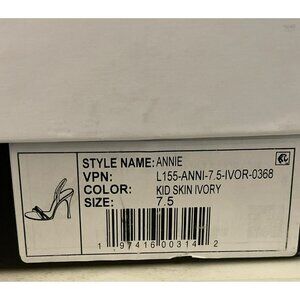 STYLE NAME: ANNIE
VPN: L155-ANNI-7.5-IVOR-0368
COLOR: KID SKIN IVORY
SIZE: 7.5
1 97416 00314 2